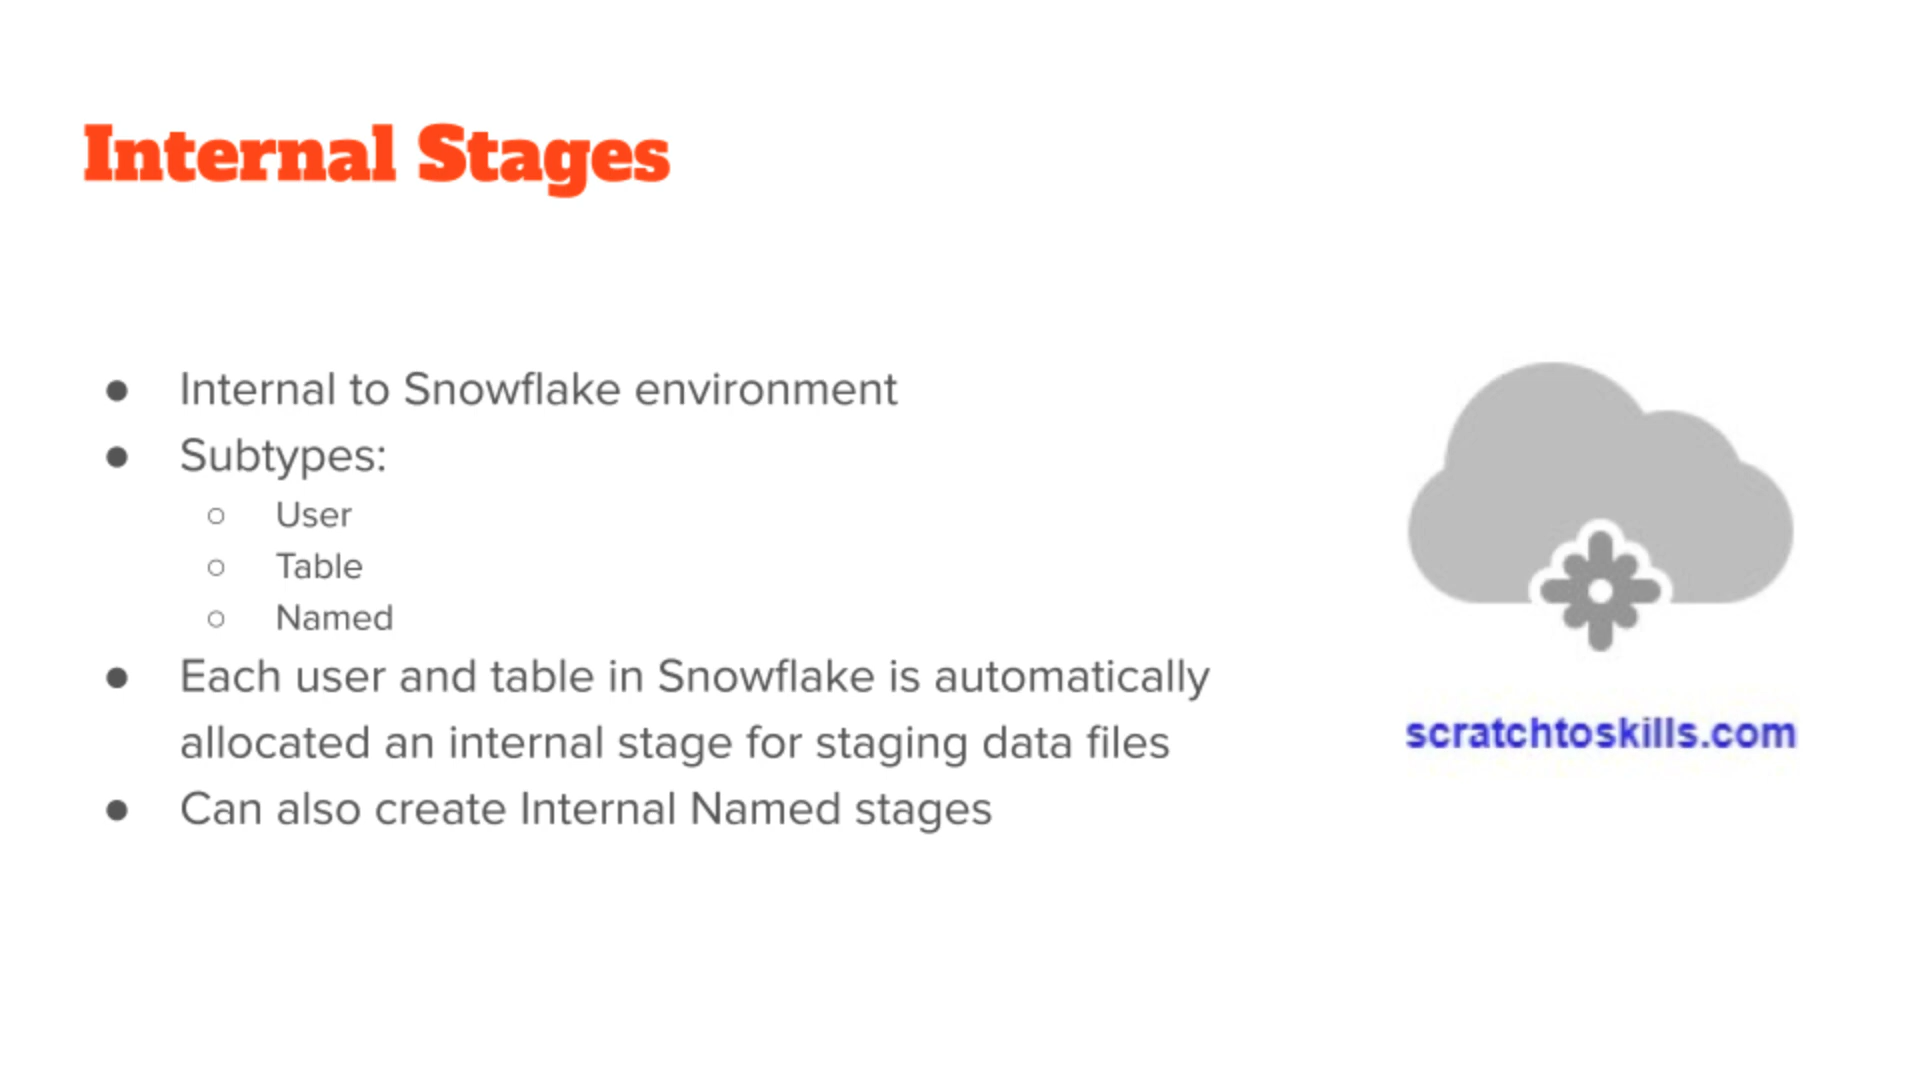 Internal Stages
● Internal to Snowflake environment
● Subtypes:
○ User
○ Table
○ Named
● Each user and table in Snowflake is automatically
allocated an internal stage for staging data files
● Can also create Internal Named stages
scratchtoskills.com